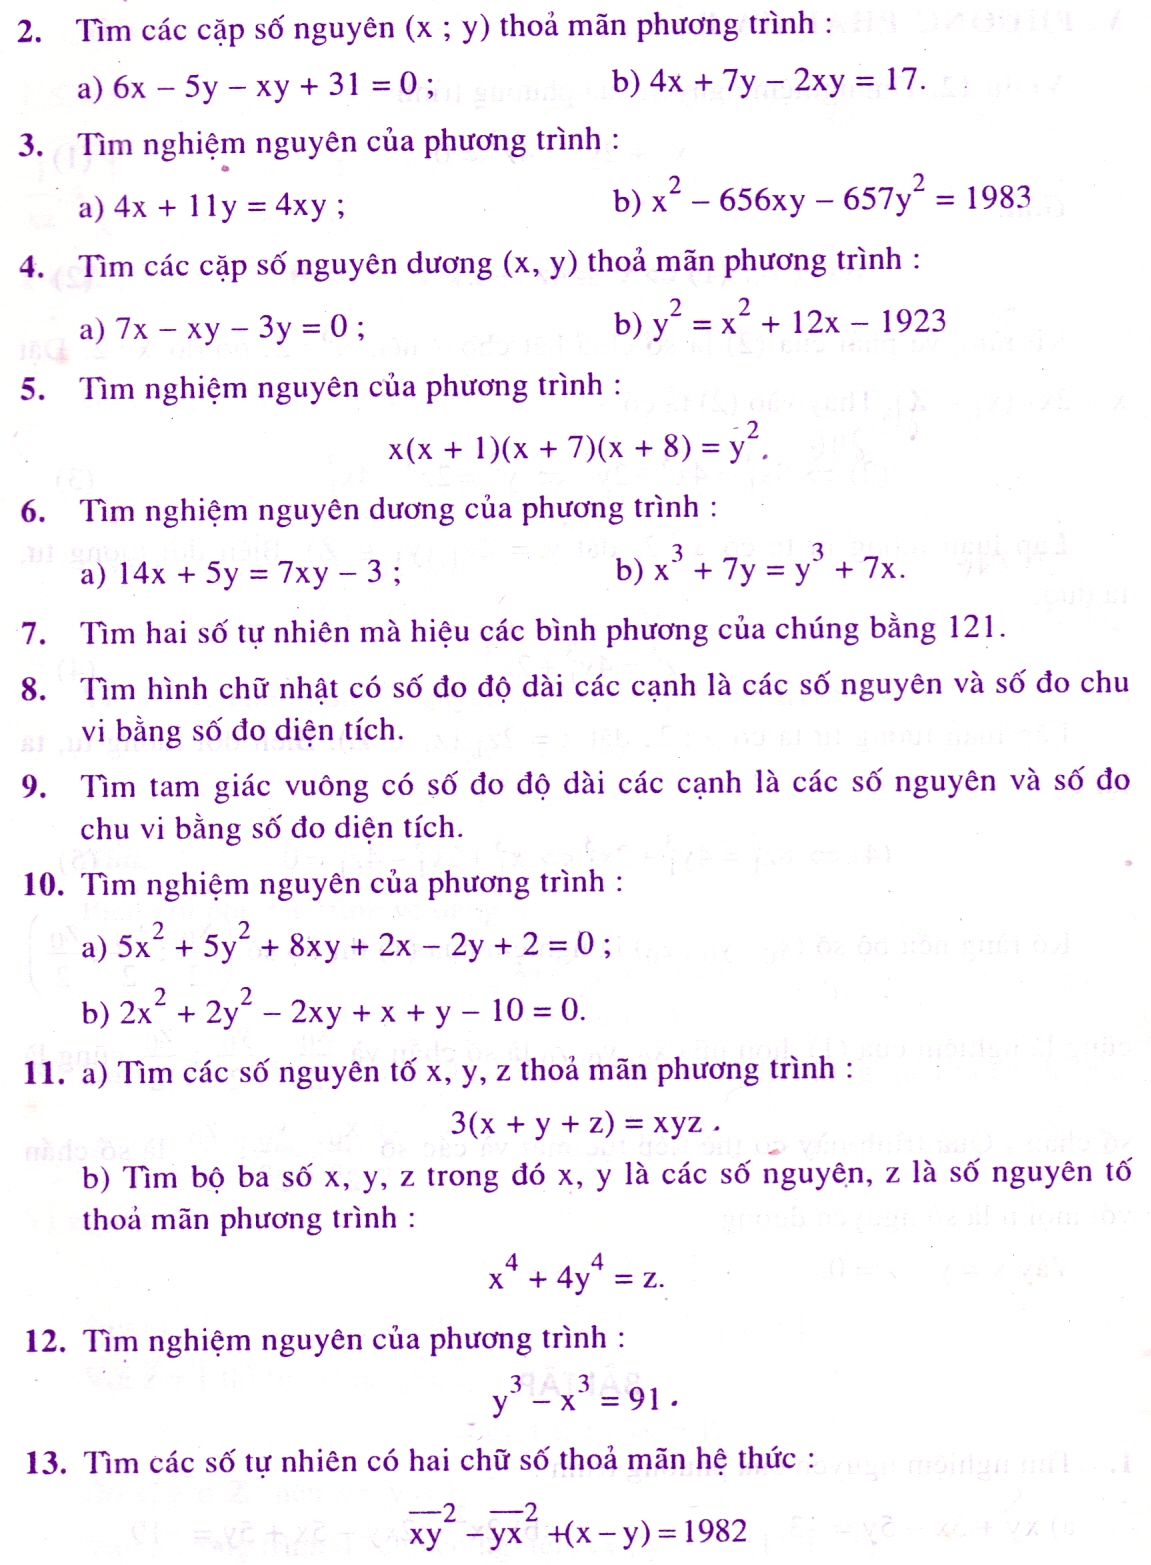 2. Tìm các cặp số nguyên (x ; y) thoả mãn phương trình :
a) 6x − 5y − xy + 31 = 0 ; b) 4x + 7y − 2xy = 17.
3. Tìm nghiệm nguyên của phương trình :
a) 4x + 11y = 4xy ; b) x² − 656xy − 657y² = 1983
4. Tìm các cặp số nguyên dương (x, y) thoả mãn phương trình :
a) 7x − xy − 3y = 0 ; b) y² = x² + 12x − 1923
5. Tìm nghiệm nguyên của phương trình :
x(x + 1)(x + 7)(x + 8) = y².
6. Tìm nghiệm nguyên dương của phương trình :
a) 14x + 5y = 7xy − 3 ; b) x³ + 7y = y³ + 7x.
7. Tìm hai số tự nhiên mà hiệu các bình phương của chúng bằng 121.
8. Tìm hình chữ nhật có số đo độ dài các cạnh là các số nguyên và số đo chu
vi bằng số đo diện tích.
9. Tìm tam giác vuông có số đo độ dài các cạnh là các số nguyên và số đo
chu vi bằng số đo diện tích.
10. Tìm nghiệm nguyên của phương trình :
a) 5x² + 5y² + 8xy + 2x − 2y + 2 = 0 ;
b) 2x² + 2y² − 2xy + x + y − 10 = 0.
11. a) Tìm các số nguyên tố x, y, z thoả mãn phương trình :
3(x + y + z) = xyz .
b) Tìm bộ ba số x, y, z trong đó x, y là các số nguyên, z là số nguyên tố
thoả mãn phương trình :
x⁴ + 4y⁴ = z.
12. Tìm nghiệm nguyên của phương trình :
y³ − x³ = 91 .
13. Tìm các số tự nhiên có hai chữ số thoả mãn hệ thức :
x̅y̅² − y̅x̅² + (x − y) = 1982